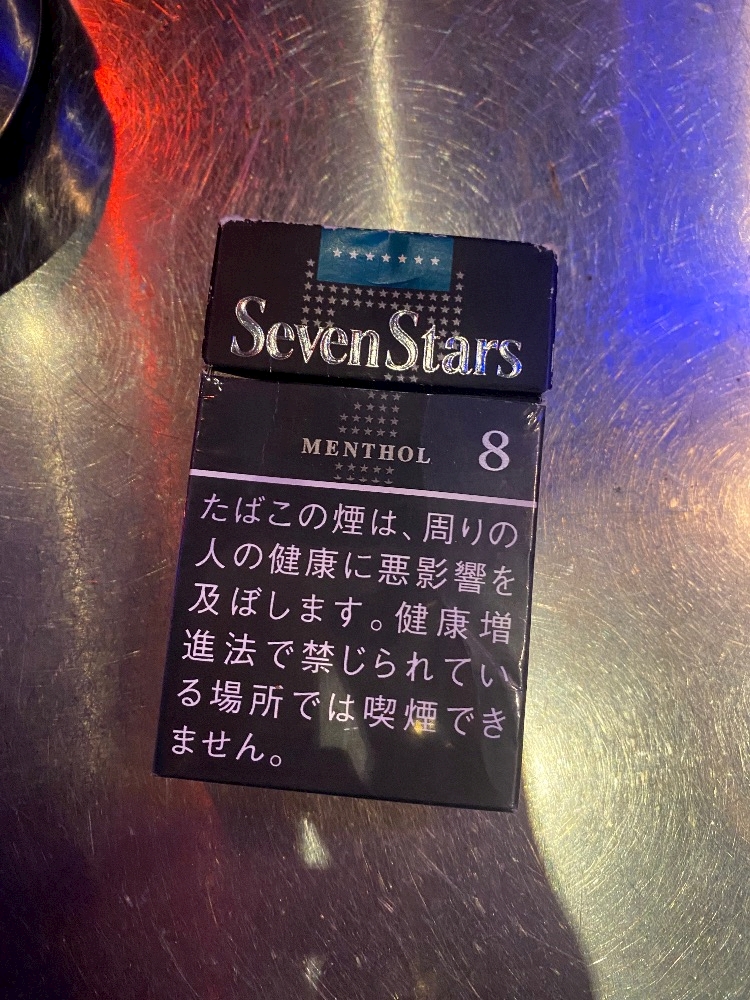 Seven Stars
MENTHOL 8
たばこの煙は、周りの
人の健康に悪影響を
及ぼします。健康増
進法で禁じられてい
る場所では喫煙でき
ません。